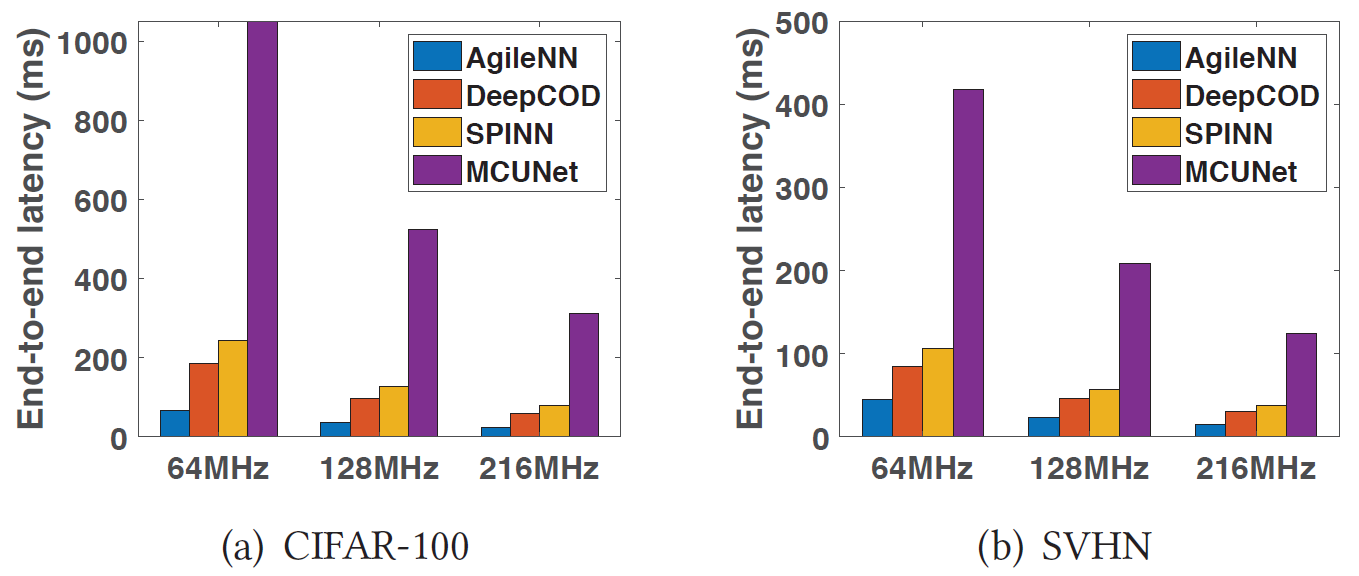 End-to-end latency (ms)
1000
800
600
400
200
0
AgileNN
DeepCOD
SPINN
MCUNet
64MHz 128MHz 216MHz
(a) CIFAR-100
End-to-end latency (ms)
500
400
300
200
100
0
AgileNN
DeepCOD
SPINN
MCUNet
64MHz 128MHz 216MHz
(b) SVHN